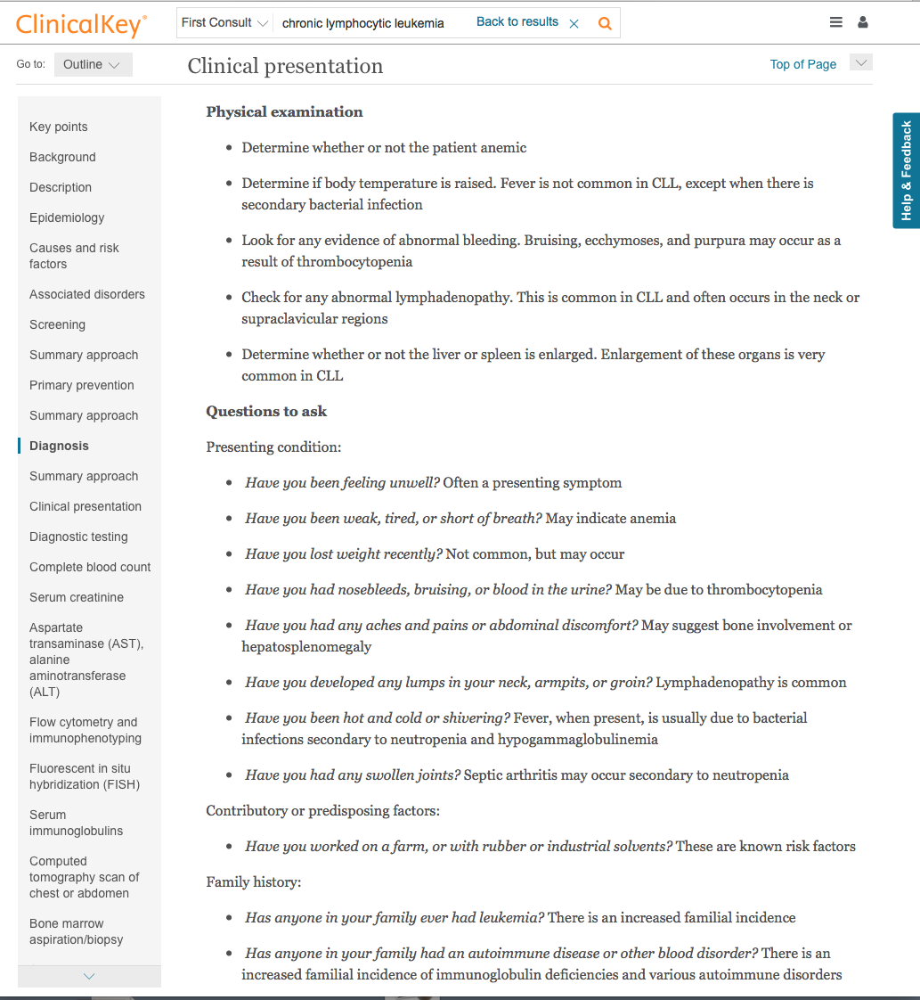 ClinicalKey®
First Consult
chronic lymphocytic leukemia
Back to results
Go to:
Outline
Clinical presentation
Top of Page
Help & Feedback
Key points
Background
Description
Epidemiology
Causes and risk
factors
Associated disorders
Screening
Summary approach
Primary prevention
Summary approach
Diagnosis
Summary approach
Clinical presentation
Diagnostic testing
Complete blood count
Serum creatinine
Aspartate
transaminase (AST),
alanine
aminotransferase
(ALT)
Flow cytometry and
immunophenotyping
Fluorescent in situ
hybridization (FISH)
Serum
immunoglobulins
Computed
tomography scan of
chest or abdomen
Bone marrow
aspiration/biopsy
Physical examination
• Determine whether or not the patient anemic
• Determine if body temperature is raised. Fever is not common in CLL, except when there is
secondary bacterial infection
• Look for any evidence of abnormal bleeding. Bruising, ecchymoses, and purpura may occur as a
result of thrombocytopenia
• Check for any abnormal lymphadenopathy. This is common in CLL and often occurs in the neck or
supraclavicular regions
• Determine whether or not the liver or spleen is enlarged. Enlargement of these organs is very
common in CLL
Questions to ask
Presenting condition:
• Have you been feeling unwell? Often a presenting symptom
• Have you been weak, tired, or short of breath? May indicate anemia
• Have you lost weight recently? Not common, but may occur
• Have you had nosebleeds, bruising, or blood in the urine? May be due to thrombocytopenia
• Have you had any aches and pains or abdominal discomfort? May suggest bone involvement or
hepatosplenomegaly
• Have you developed any lumps in your neck, armpits, or groin? Lymphadenopathy is common
• Have you been hot and cold or shivering? Fever, when present, is usually due to bacterial
infections secondary to neutropenia and hypogammaglobulinemia
• Have you had any swollen joints? Septic arthritis may occur secondary to neutropenia
Contributory or predisposing factors:
• Have you worked on a farm, or with rubber or industrial solvents? These are known risk factors
Family history:
• Has anyone in your family ever had leukemia? There is an increased familial incidence
• Has anyone in your family had an autoimmune disease or other blood disorder? There is an
increased familial incidence of immunoglobulin deficiencies and various autoimmune disorders